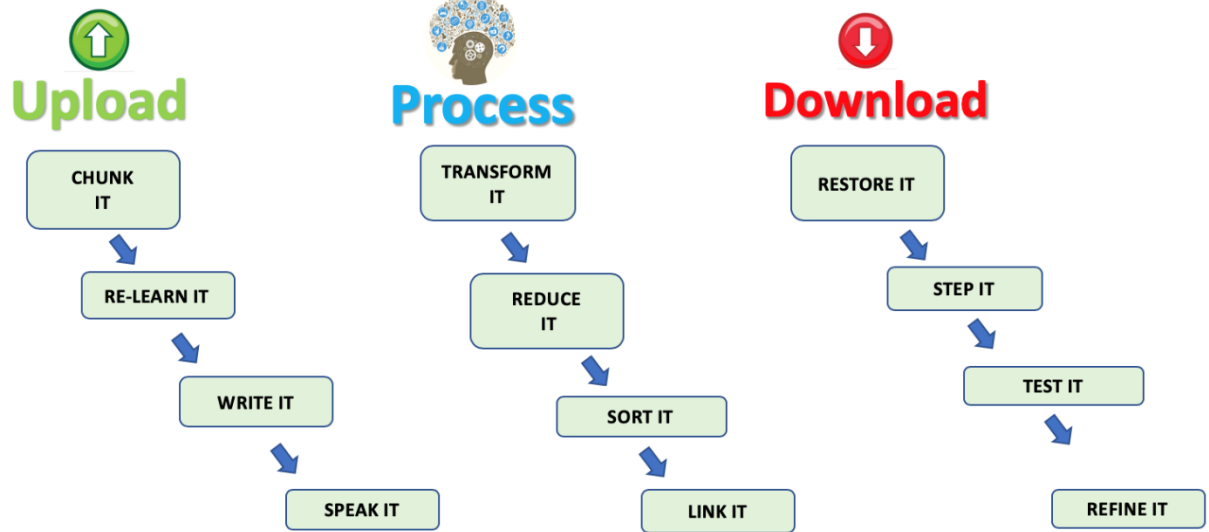 Upload
CHUNK
IT
RE-LEARN IT
WRITE IT
SPEAK IT
Process
TRANSFORM
IT
REDUCE
IT
SORT IT
LINK IT
Download
RESTORE IT
STEP IT
TEST IT
REFINE IT